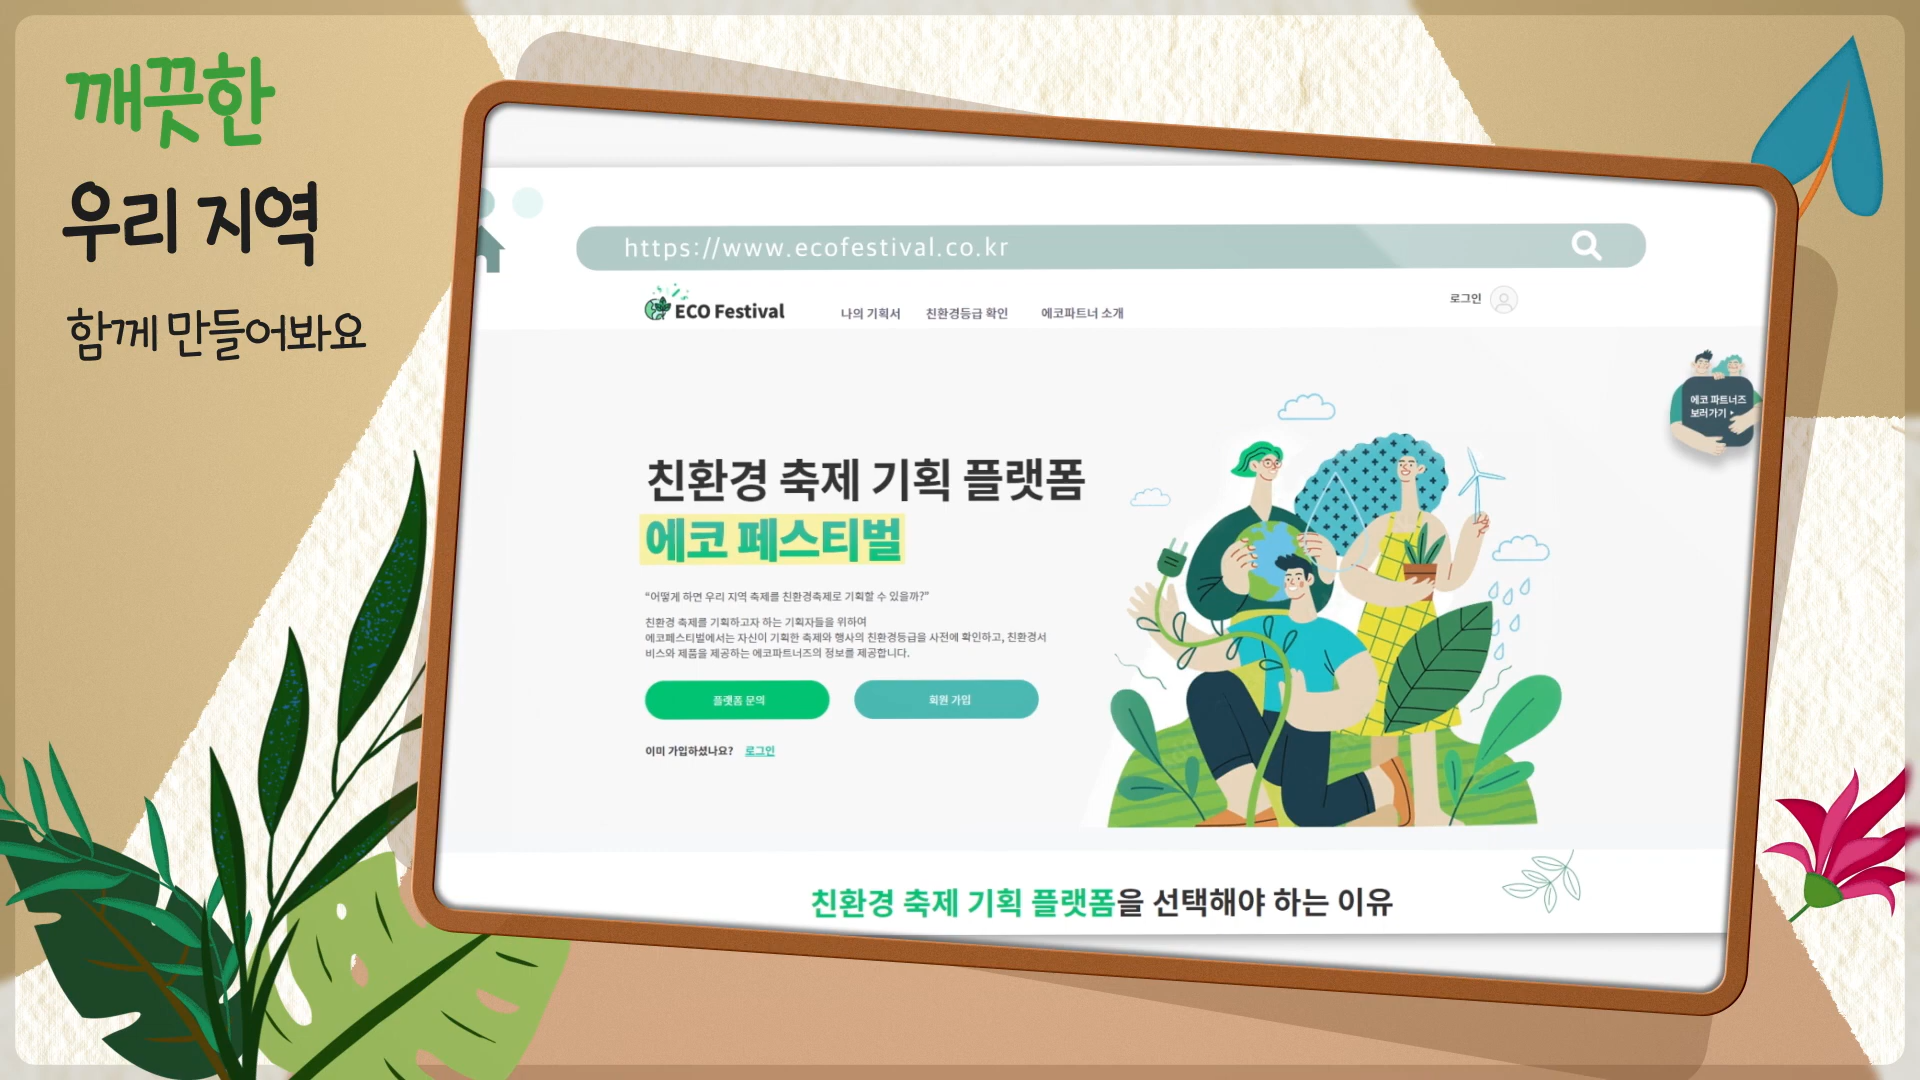 깨끗한
우리 지역
함께 만들어봐요
https://www.ecofestival.co.kr
ECO Festival
나의 기획서
친환경등급 확인
에코파트너 소개
로그인
에코 파트너즈
보러가기
친환경 축제 기획 플랫폼
에코 페스티벌
“어떻게 하면 우리 지역 축제를 친환경축제로 기획할 수 있을까?”
친환경 축제를 기획하고자 하는 기획자들을 위하여
에코페스티벌에서는 자신이 기획한 축제와 행사의 친환경등급을 사전에 확인하고, 친환경서
비스와 제품을 제공하는 에코파트너즈의 정보를 제공합니다.
플랫폼 문의
회원 가입
이미 가입하셨나요? 로그인
친환경 축제 기획 플랫폼을 선택해야 하는 이유